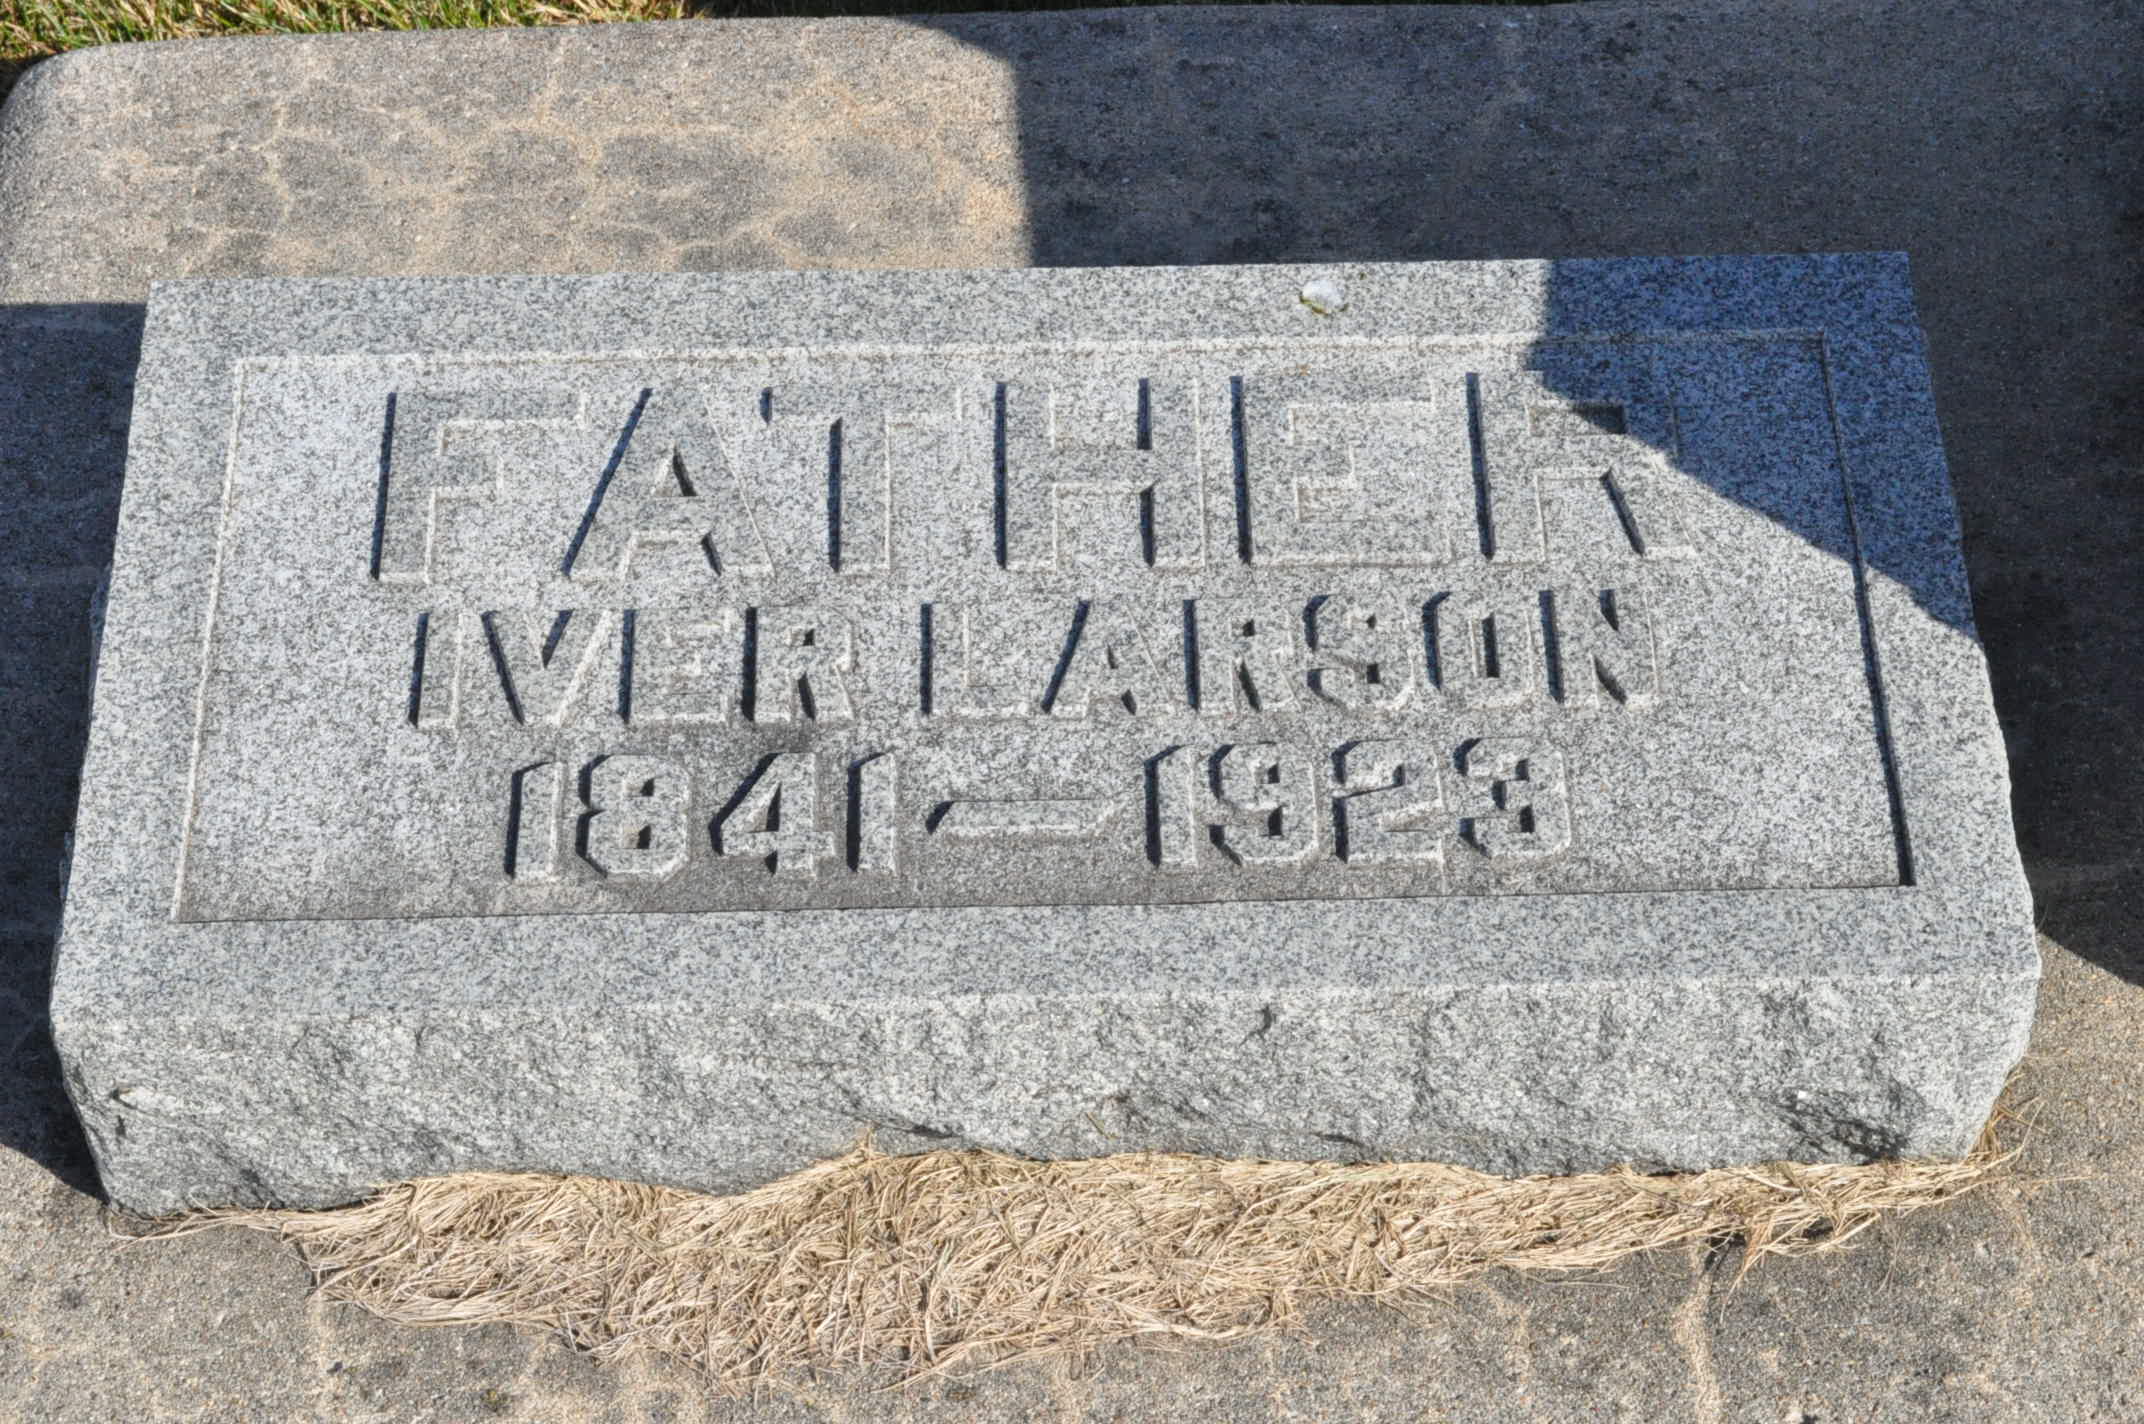 FATHER
IVER LARSON
1841 — 1923